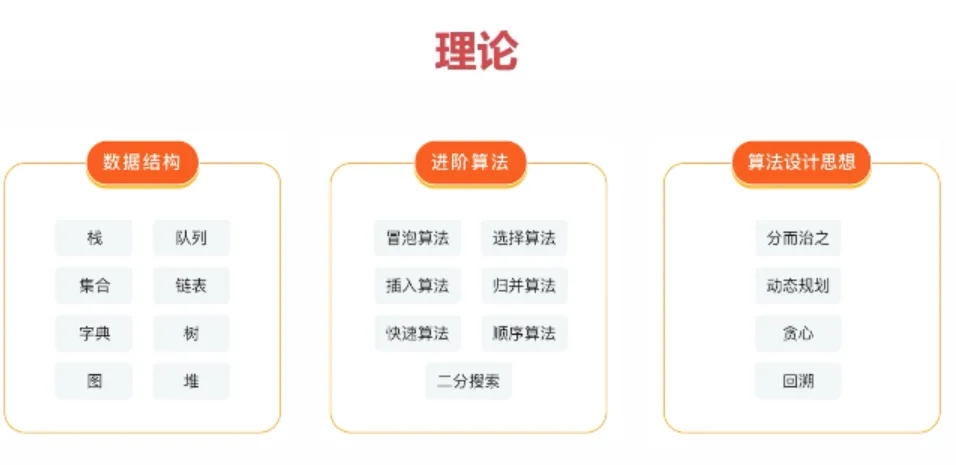 理论
数据结构
栈 队列
集合 链表
字典 树
图 堆
进阶算法
冒泡算法 选择算法
插入算法 归并算法
快速算法 顺序算法
二分搜索
算法设计思想
分而治之
动态规划
贪心
回溯